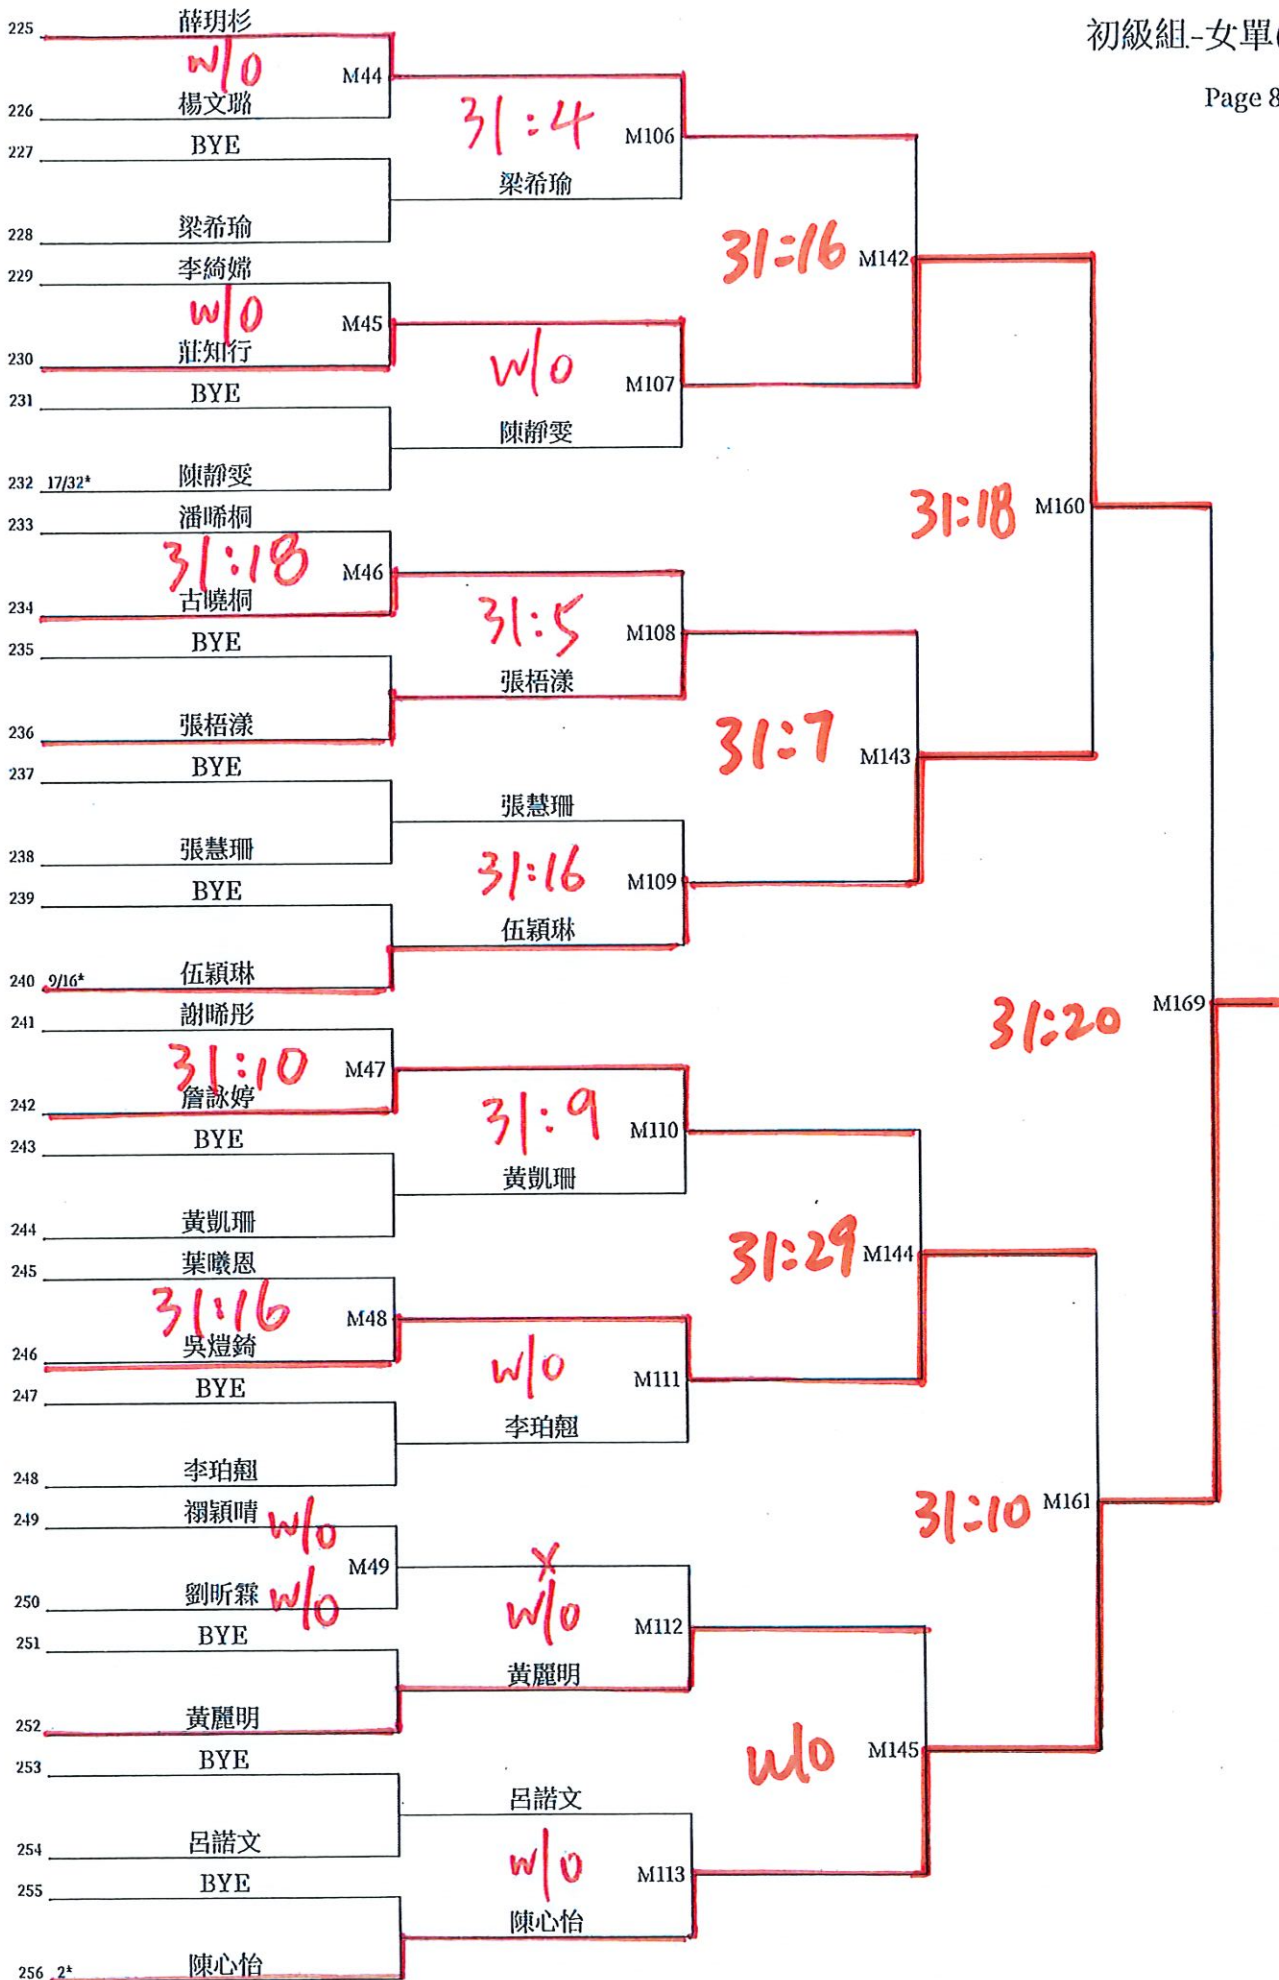 初級組-女單(
Page 8
225 薛玥杉
w/o M44
226 楊文璐
31:4 M106
227 BYE
梁希瑜
228 梁希瑜
31:16 M142
229 李綺嫦
w/o M45
230 莊知行
w/o M107
231 BYE
陳靜雯
232 17/32* 陳靜雯
31:18 M160
233 潘晞桐
31:18 M46
234 古曉桐
31:5 M108
235 BYE
張梧漾
236 張梧漾
31:7 M143
237 BYE
張慧珊
238 張慧珊
31:16 M109
239 BYE
伍穎琳
240 9/16* 伍穎琳
31:20 M169
241 謝晞彤
31:10 M47
242 詹詠婷
31:9 M110
243 BYE
黃凱珊
244 黃凱珊
31:29 M144
245 葉曦恩
31:16 M48
246 吳愷錡
w/o M111
247 BYE
李珀翹
248 李珀翹
31:10 M161
249 禤穎晴 w/o
M49
250 劉昕霖 w/o
X
w/o M112
251 BYE
黃麗明
252 黃麗明
w/o M145
253 BYE
呂諾文
254 呂諾文
w/o M113
255 BYE
陳心怡
256 2* 陳心怡